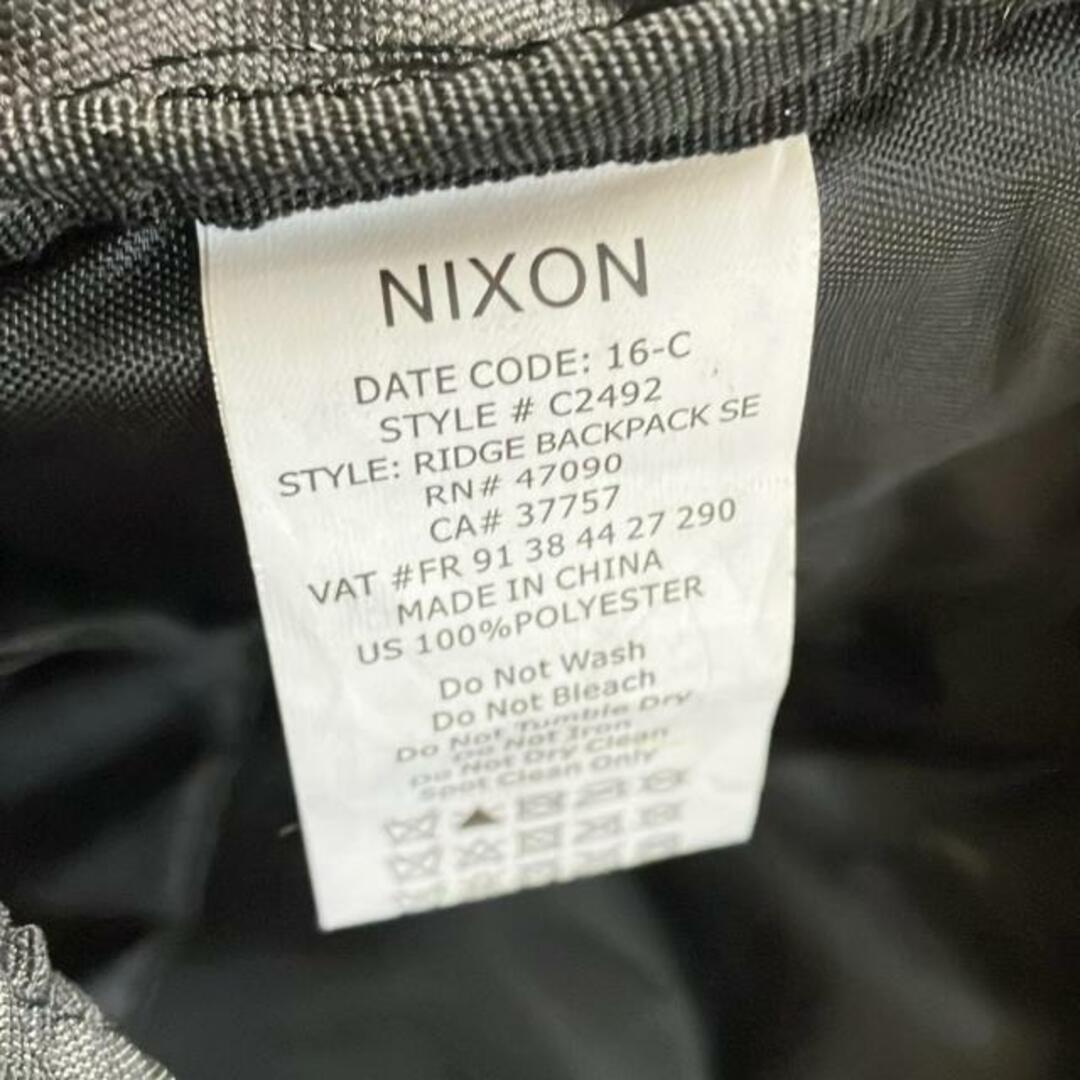 NIXON
DATE CODE: 16-C
STYLE # C2492
STYLE: RIDGE BACKPACK SE
RN# 47090
CA# 37757
VAT #FR 91 38 44 27 290
MADE IN CHINA
US 100%POLYESTER
Do Not Wash
Do Not Bleach
Do Not Tumble Dry
Do Not Iron
Do Not Dry Clean
Spot Clean Only